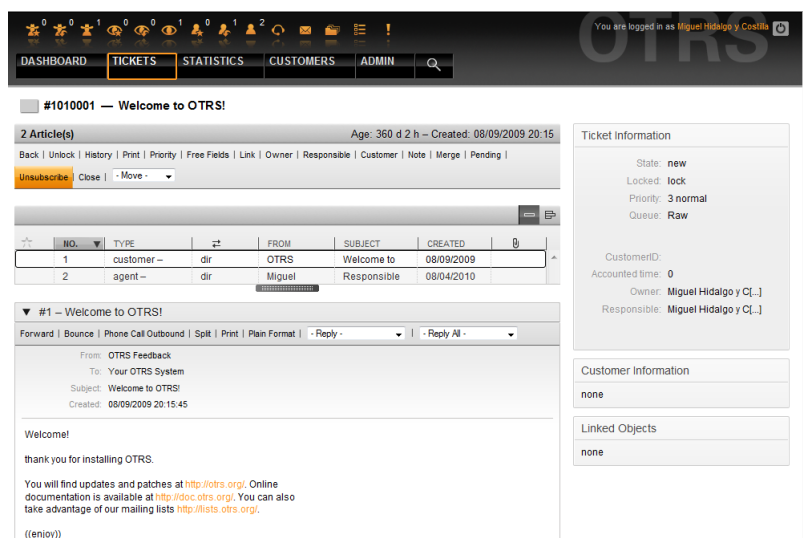 0 0 1 0 0 1 0 1 2
You are logged in as Miguel Hidalgo y Costilla
OTRS
DASHBOARD TICKETS STATISTICS CUSTOMERS ADMIN
#1010001 — Welcome to OTRS!
2 Article(s) Age: 360 d 2 h – Created: 08/09/2009 20:15
Back | Unlock | History | Print | Priority | Free Fields | Link | Owner | Responsible | Customer | Note | Merge | Pending |
Unsubscribe | Close | - Move -
NO. TYPE FROM SUBJECT CREATED
1 customer – dir OTRS Welcome to 08/09/2009
2 agent – dir Miguel Responsible 08/04/2010
#1 – Welcome to OTRS!
Forward | Bounce | Phone Call Outbound | Split | Print | Plain Format | - Reply - | - Reply All -
From: OTRS Feedback
To: Your OTRS System
Subject: Welcome to OTRS!
Created: 08/09/2009 20:15:45
Welcome!
thank you for installing OTRS.
You will find updates and patches at http://otrs.org/. Online
documentation is available at http://doc.otrs.org/. You can also
take advantage of our mailing lists http://lists.otrs.org/.
((enjoy))
Ticket Information
State: new
Locked: lock
Priority: 3 normal
Queue: Raw
CustomerID:
Accounted time: 0
Owner: Miguel Hidalgo y C[...]
Responsible: Miguel Hidalgo y C[...]
Customer Information
none
Linked Objects
none